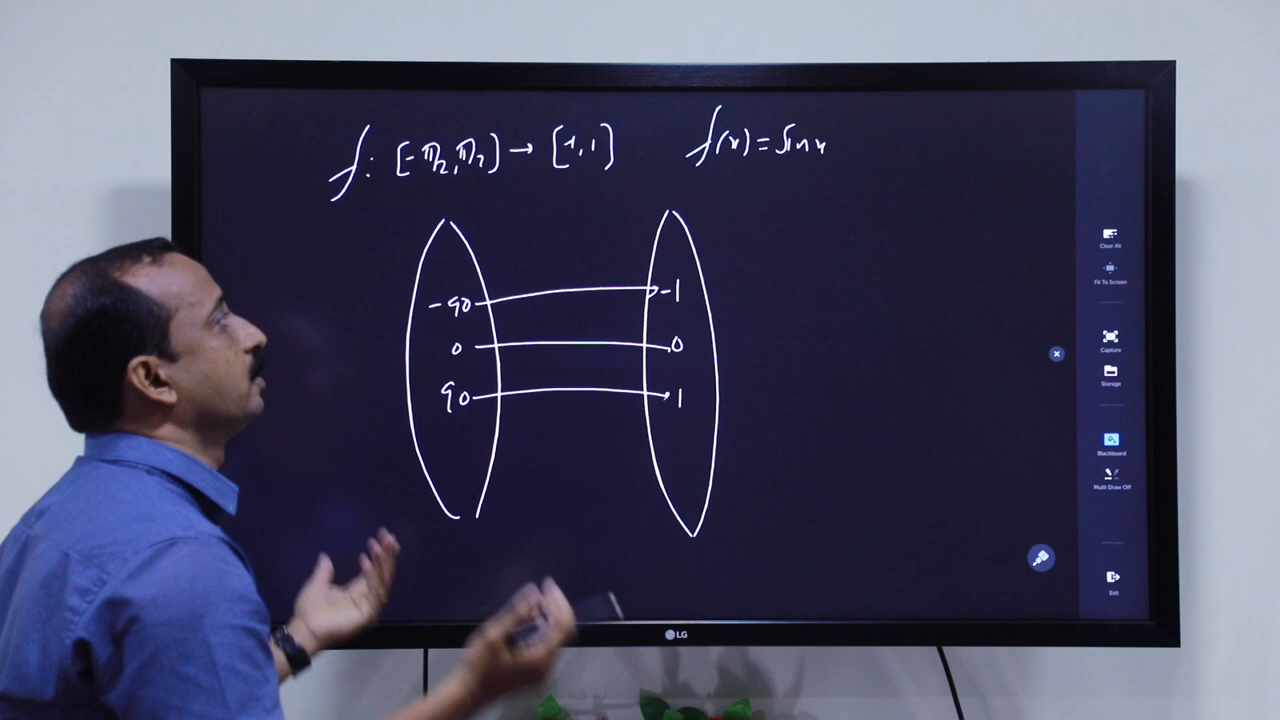 f: [-π/2, π/2] → [-1, 1] f(x) = sin x
-90 -1
0 0
90 1
Clear All
Fit To Screen
Capture
Storage
Blackboard
Multi Draw Off
Exit
LG